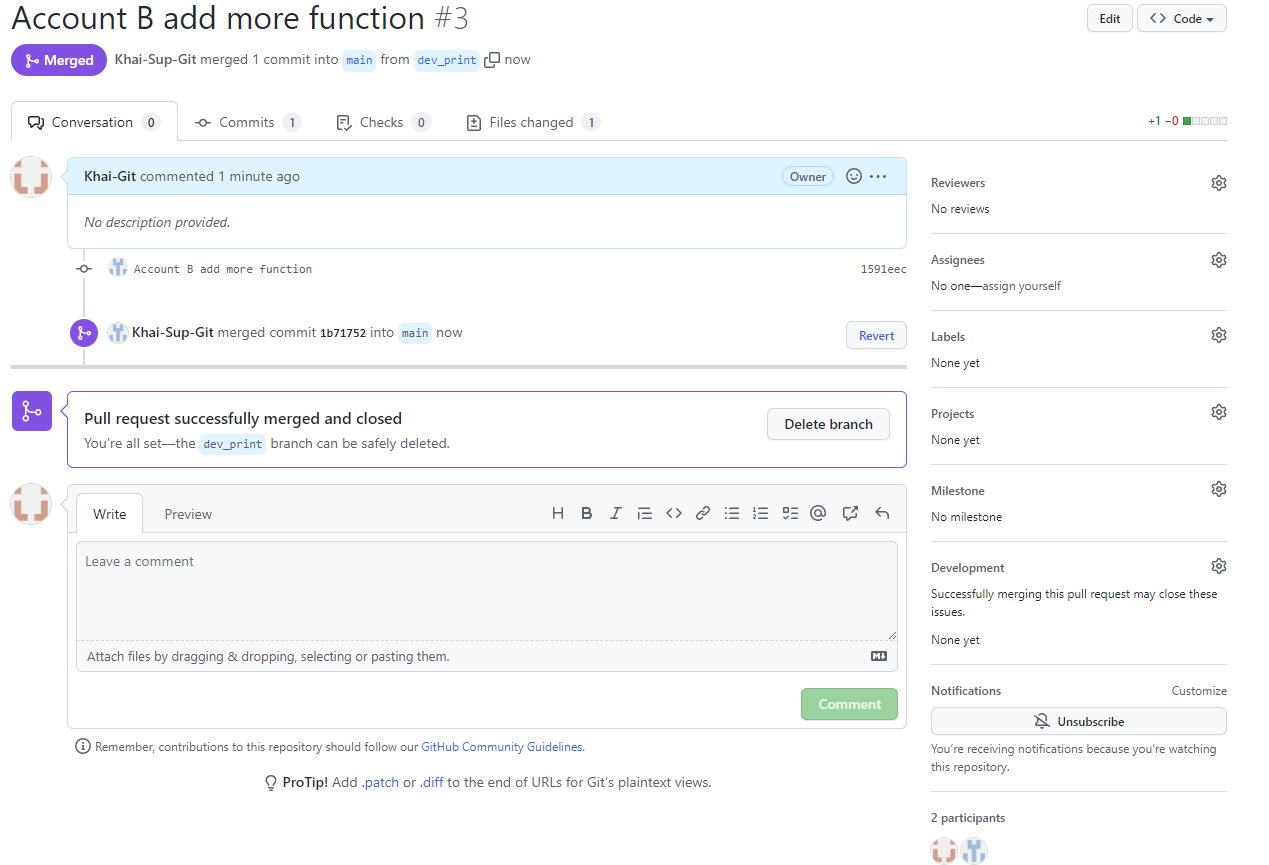 Account B add more function #3
Edit
Code
Merged
Khai-Sup-Git merged 1 commit into main from dev_print now
Conversation 0
Commits 1
Checks 0
Files changed 1
+1 −0
Khai-Git commented 1 minute ago
Owner
No description provided.
Account B add more function
1591eec
Khai-Sup-Git merged commit 1b71752 into main now
Revert
Pull request successfully merged and closed
You're all set—the dev_print branch can be safely deleted.
Delete branch
Write
Preview
Leave a comment
Attach files by dragging & dropping, selecting or pasting them.
Comment
Remember, contributions to this repository should follow our GitHub Community Guidelines.
ProTip! Add .patch or .diff to the end of URLs for Git's plaintext views.
Reviewers
No reviews
Assignees
No one—assign yourself
Labels
None yet
Projects
None yet
Milestone
No milestone
Development
Successfully merging this pull request may close these
issues.
None yet
Notifications
Customize
Unsubscribe
You're receiving notifications because you're watching
this repository.
2 participants